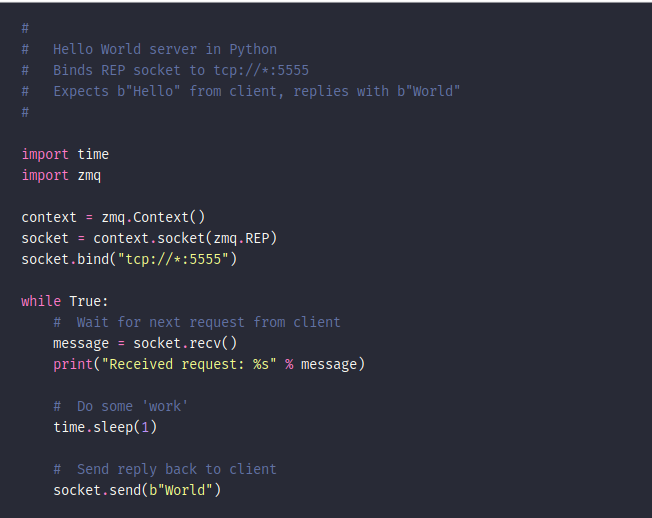 #
#   Hello World server in Python
#   Binds REP socket to tcp://*:5555
#   Expects b"Hello" from client, replies with b"World"
#
import time
import zmq
context = zmq.Context()
socket = context.socket(zmq.REP)
socket.bind("tcp://*:5555")
while True:
    #  Wait for next request from client
    message = socket.recv()
    print("Received request: %s" % message)
    #  Do some 'work'
    time.sleep(1)
    #  Send reply back to client
    socket.send(b"World")